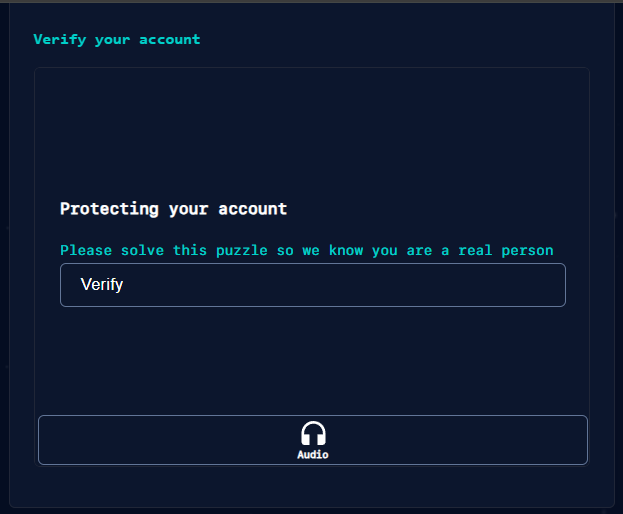 Verify your account
Protecting your account
Please solve this puzzle so we know you are a real person
Verify
Audio